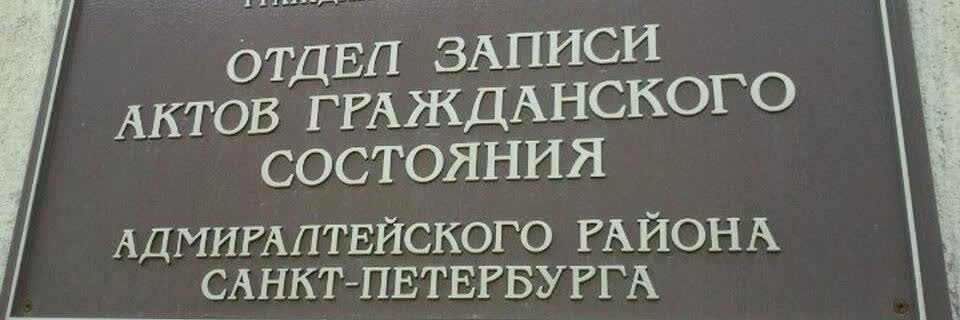 ОТДЕЛ ЗАПИСИ
АКТОВ ГРАЖДАНСКОГО
СОСТОЯНИЯ
АДМИРАЛТЕЙСКОГО РАЙОНА
САНКТ-ПЕТЕРБУРГА